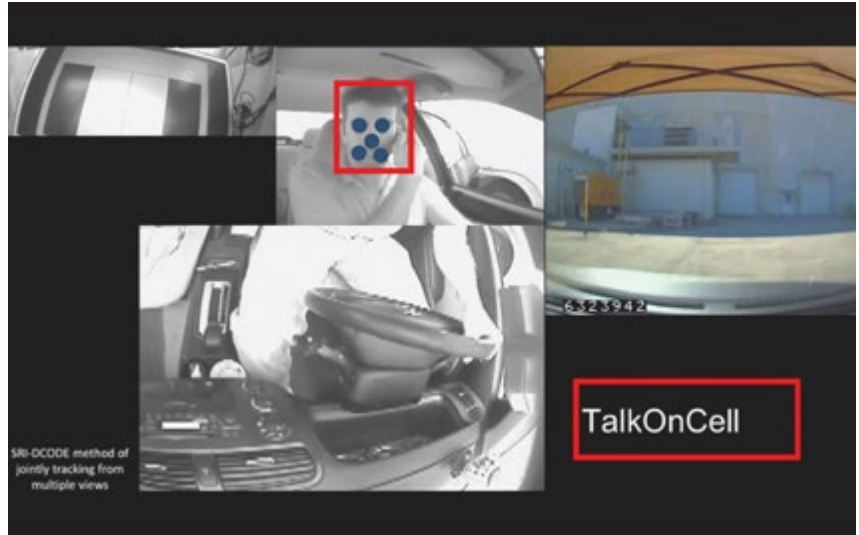 6323942
TalkOnCell
SRI-DCODE method of
jointly tracking from
multiple views